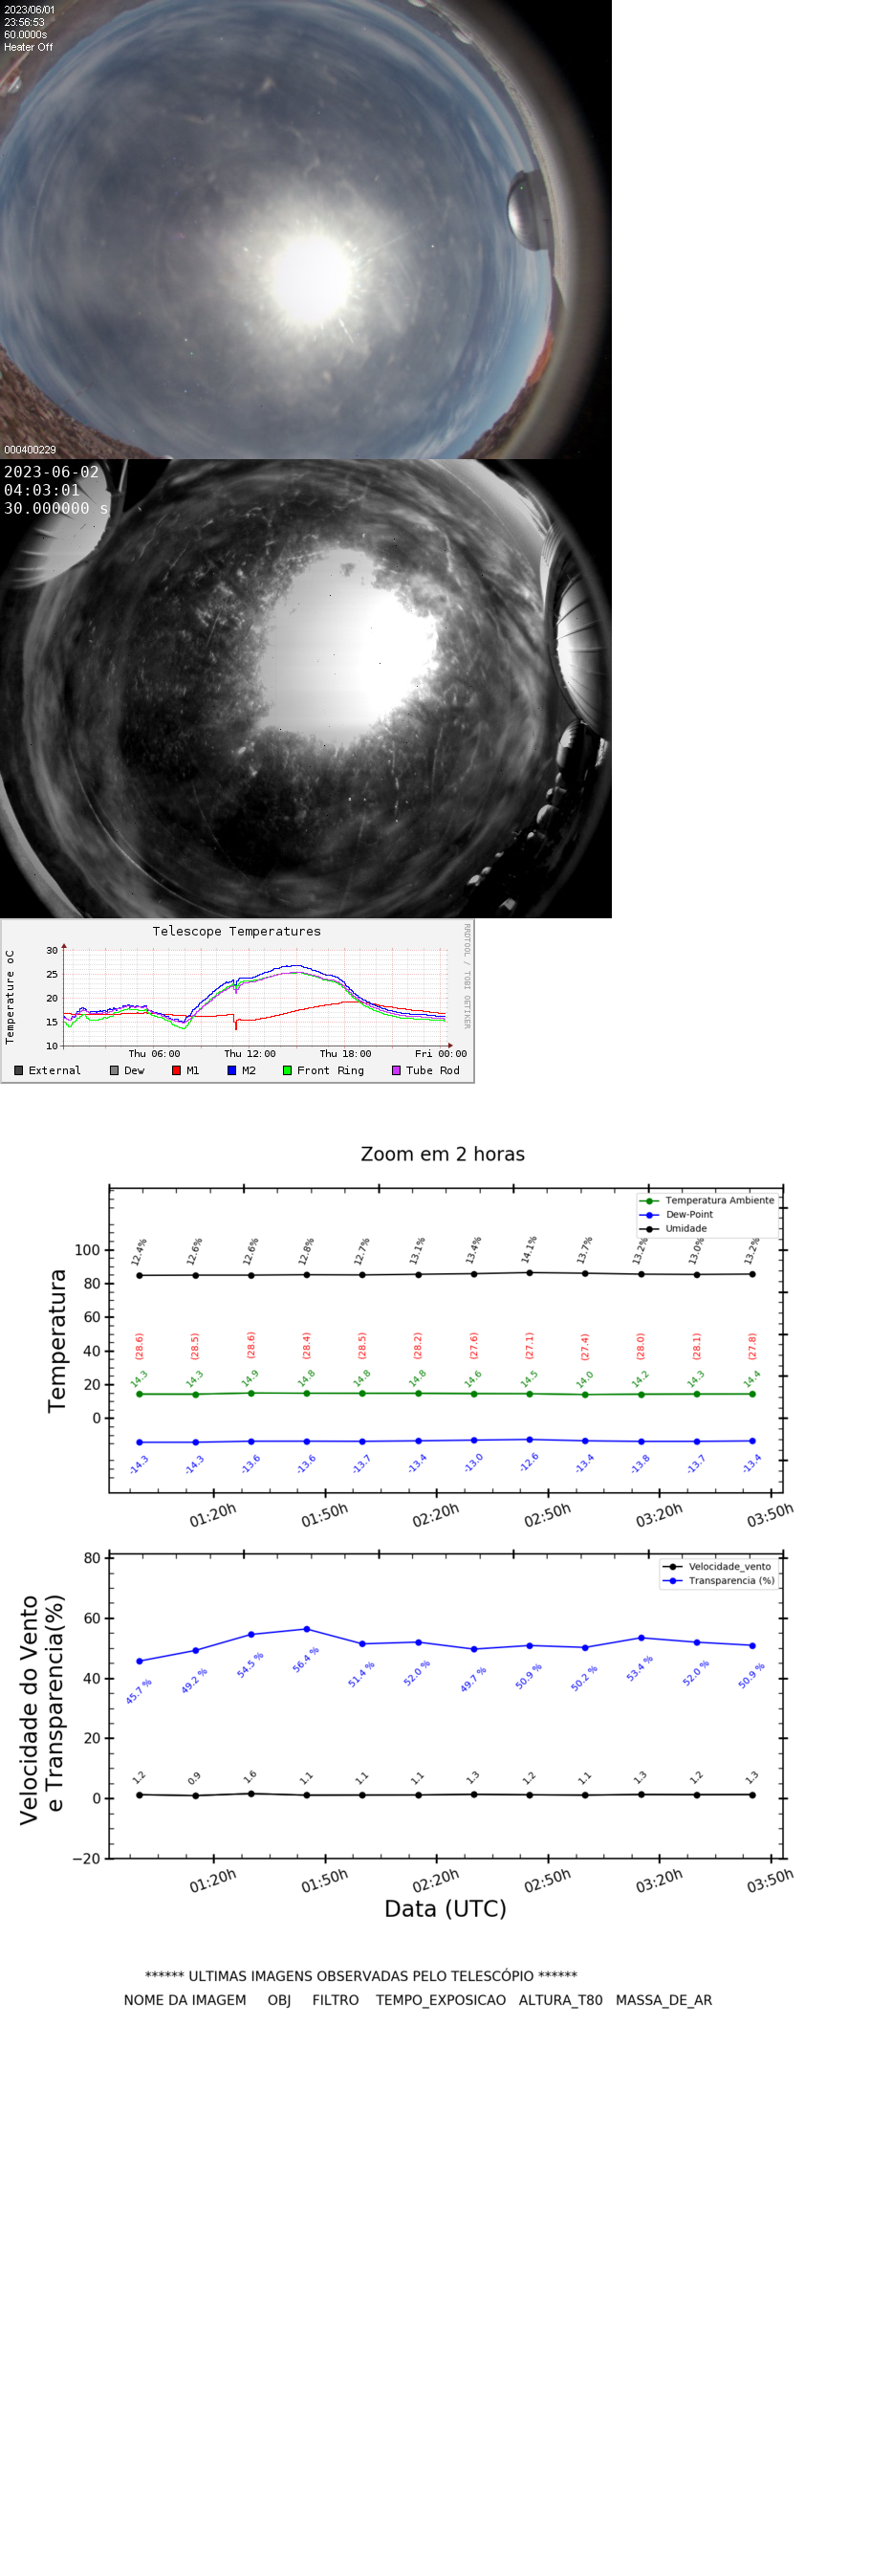 2023/06/01
23:56:53
60.0000s
Heater Off
000400229
2023-06-02
04:03:01
30.000000 s
Telescope Temperatures
RRDTOOL / TOBI OETIKER
Temperature oC
30
25
20
15
10
Thu 06:00 Thu 12:00 Thu 18:00 Fri 00:00
External Dew M1 M2 Front Ring Tube Rod
Zoom em 2 horas
Temperatura Ambiente
Dew-Point
Umidade
Temperatura
100
80
60
40
20
0
12.4% 12.6% 12.6% 12.8% 12.7% 13.1% 13.4% 14.1% 13.7% 13.2% 13.0% 13.2%
(28.6) (28.5) (28.6) (28.4) (28.5) (28.2) (27.6) (27.1) (27.4) (28.0) (28.1) (27.8)
14.3 14.3 14.9 14.8 14.8 14.8 14.6 14.5 14.0 14.2 14.3 14.4
-14.3 -14.3 -13.6 -13.6 -13.7 -13.4 -13.0 -12.6 -13.4 -13.8 -13.7 -13.4
01:20h 01:50h 02:20h 02:50h 03:20h 03:50h
Velocidade_vento
Transparencia (%)
Velocidade do Vento
e Transparencia(%)
80
60
40
20
0
−20
45.7 % 49.2 % 54.5 % 56.4 % 51.4 % 52.0 % 49.7 % 50.9 % 50.2 % 53.4 % 52.0 % 50.9 %
1.2 0.9 1.6 1.1 1.1 1.1 1.3 1.2 1.1 1.3 1.2 1.3
01:20h 01:50h 02:20h 02:50h 03:20h 03:50h
Data (UTC)
****** ULTIMAS IMAGENS OBSERVADAS PELO TELESCÓPIO ******
NOME DA IMAGEM OBJ FILTRO TEMPO_EXPOSICAO ALTURA_T80 MASSA_DE_AR